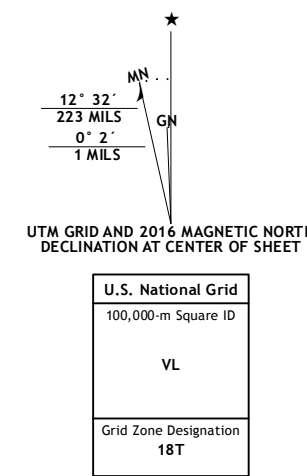 MN
GN
12° 32´
223 MILS
0° 2´
1 MILS
UTM GRID AND 2016 MAGNETIC NORTH
DECLINATION AT CENTER OF SHEET
U.S. National Grid
100,000-m Square ID
VL
Grid Zone Designation
18T